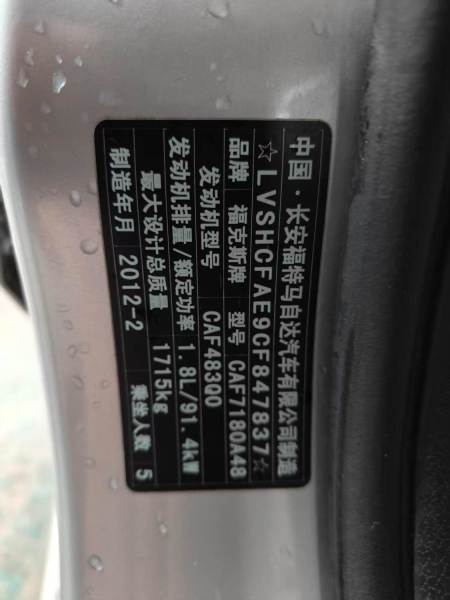 中国·长安福特马自达汽车有限公司制造
☆LVSHCFAE9CF847837☆
品牌 福克斯牌 型号 CAF7180A48
发动机型号 CAF483Q0
发动机排量/额定功率 1.8L/91.4kW
最大设计总质量 1715kg
制造年月 2012-2 乘坐人数 5